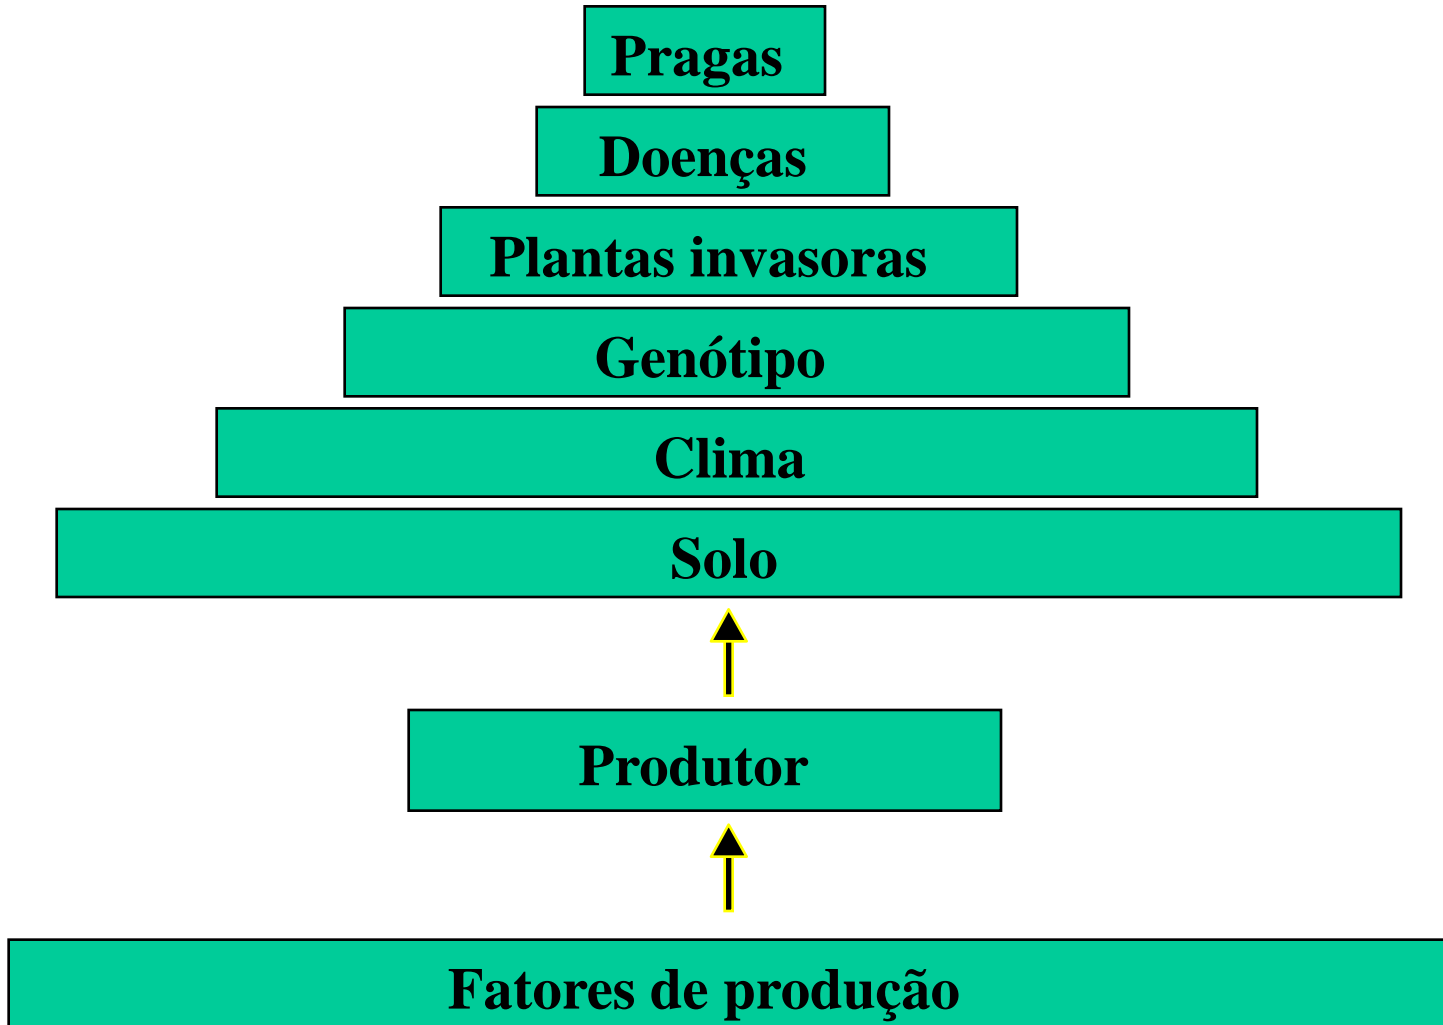 Pragas
Doenças
Plantas invasoras
Genótipo
Clima
Solo
Produtor
Fatores de produção